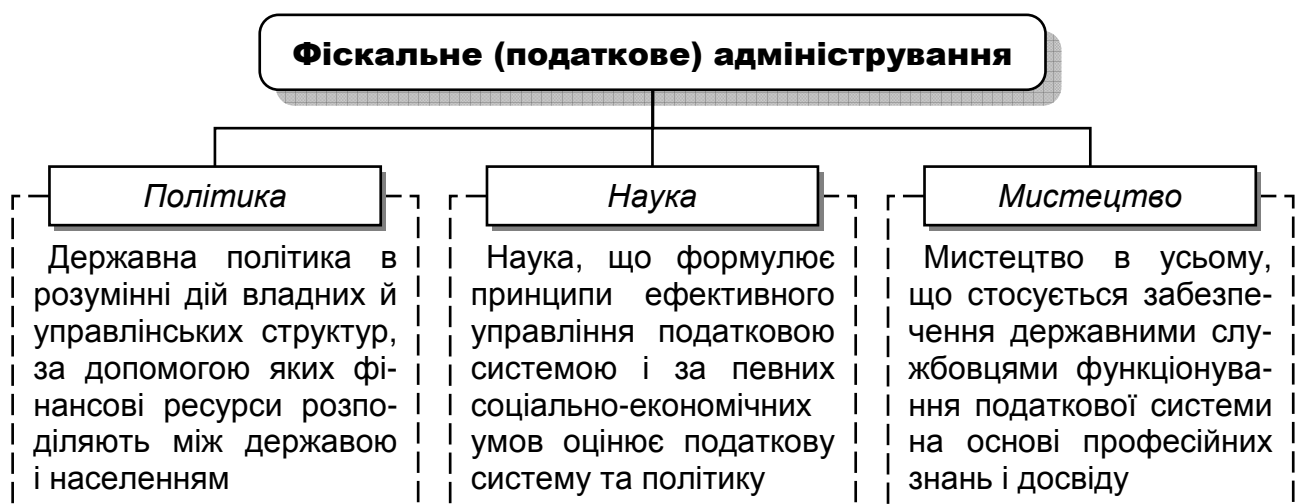 Фіскальне (податкове) адміністрування
Політика
Державна політика в
розумінні дій владних й
управлінських структур,
за допомогою яких фі-
нансові ресурси розпо-
діляють між державою
і населенням
Наука
Наука, що формулює
принципи ефективного
управління податковою
системою і за певних
соціально-економічних
умов оцінює податкову
систему та політику
Мистецтво
Мистецтво в усьому,
що стосується забезпе-
чення державними слу-
жбовцями функціонува-
ння податкової системи
на основі професійних
знань і досвіду